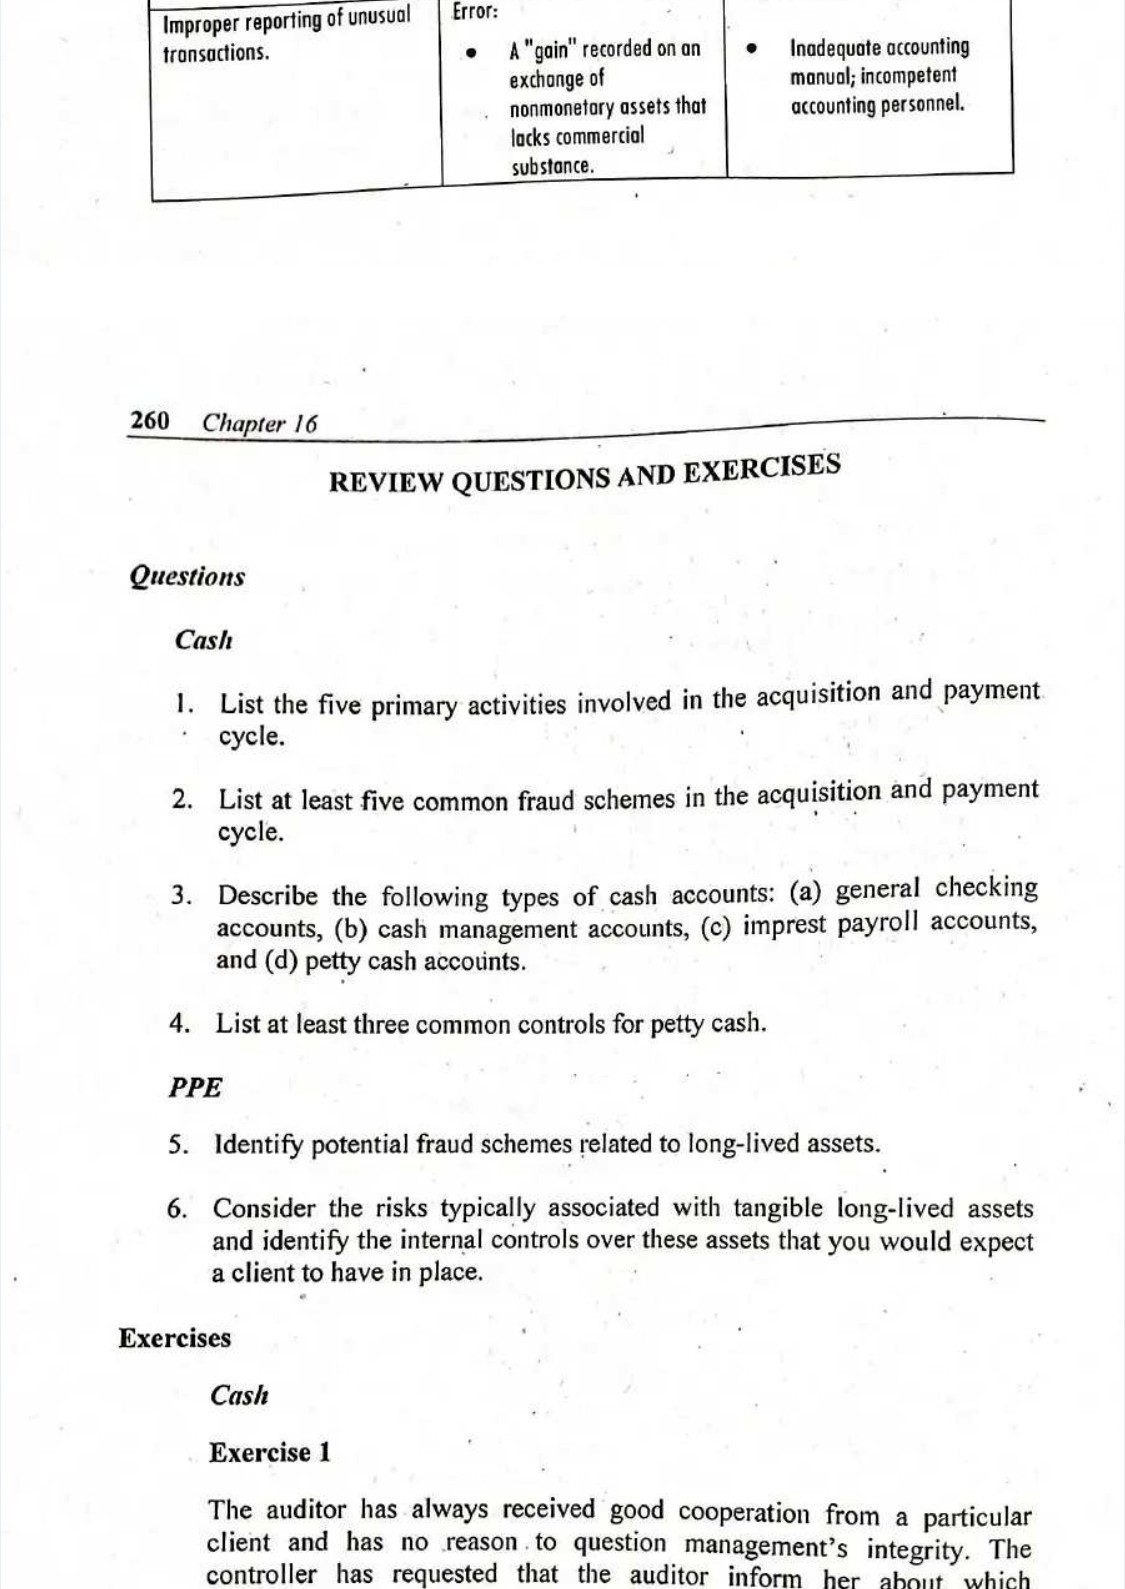 Improper reporting of unusual
transactions.
Error:
• A "gain" recorded on an
exchange of
nonmonetary assets that
lacks commercial
substance.
• Inadequate accounting
manual; incompetent
accounting personnel.
260 Chapter 16
REVIEW QUESTIONS AND EXERCISES
Questions
Cash
1. List the five primary activities involved in the acquisition and payment
cycle.
2. List at least five common fraud schemes in the acquisition and payment
cycle.
3. Describe the following types of cash accounts: (a) general checking
accounts, (b) cash management accounts, (c) imprest payroll accounts,
and (d) petty cash accounts.
4. List at least three common controls for petty cash.
PPE
5. Identify potential fraud schemes related to long-lived assets.
6. Consider the risks typically associated with tangible long-lived assets
and identify the internal controls over these assets that you would expect
a client to have in place.
Exercises
Cash
Exercise 1
The auditor has always received good cooperation from a particular
client and has no reason to question management's integrity. The
controller has requested that the auditor inform her about which